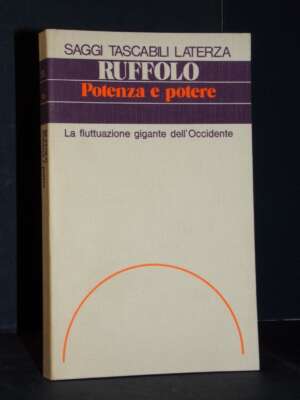 SAGGI TASCABILI LATERZA
RUFFOLO
Potenza e potere
La fluttuazione gigante dell'Occidente